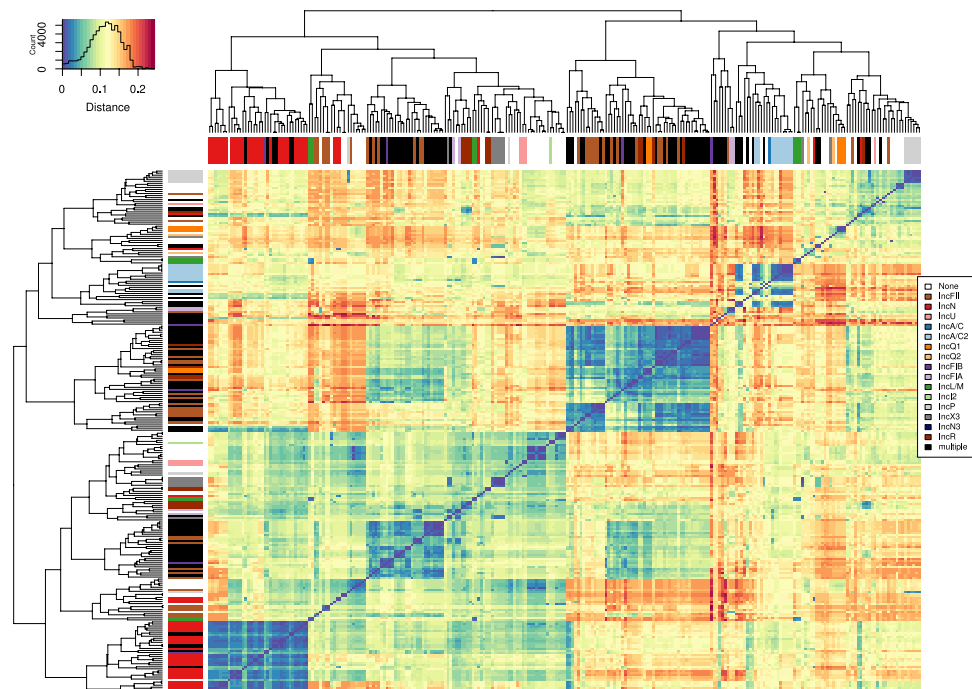 Count
0
4000
0
0.1
0.2
Distance
None
IncFII
IncN
IncU
IncA/C
IncA/C2
IncQ1
IncQ2
IncFIB
IncFIA
IncL/M
IncI2
IncP
IncX3
IncN3
IncR
multiple